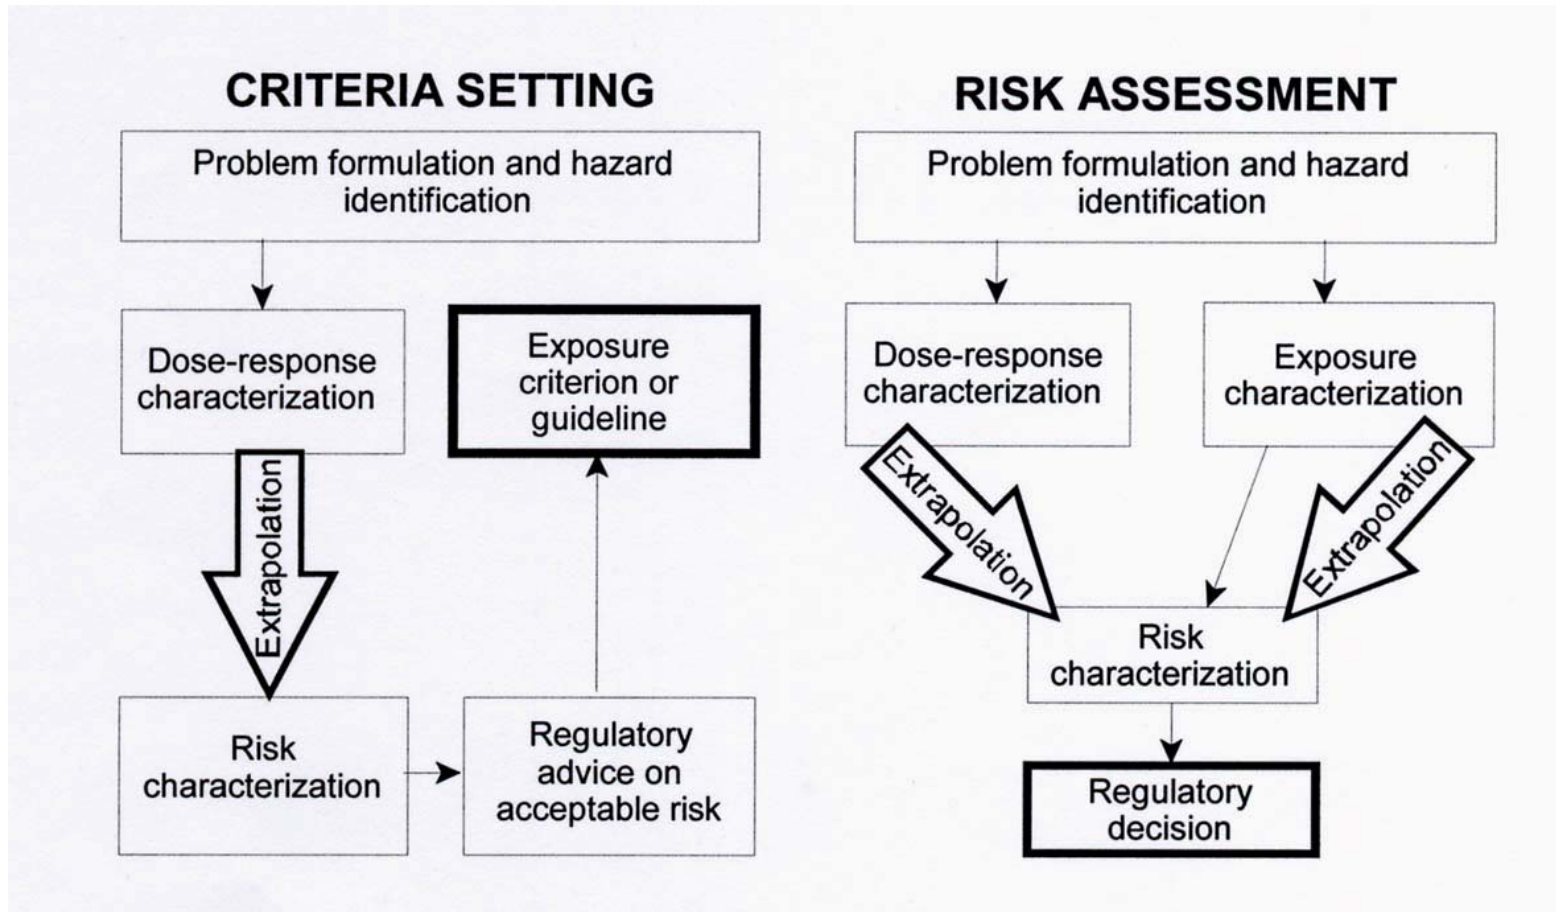 CRITERIA SETTING
Problem formulation and hazard
identification
Dose-response
characterization
Exposure
criterion or
guideline
Extrapolation
Risk
characterization
Regulatory
advice on
acceptable risk
RISK ASSESSMENT
Problem formulation and hazard
identification
Dose-response
characterization
Exposure
characterization
Extrapolation
Extrapolation
Risk
characterization
Regulatory
decision